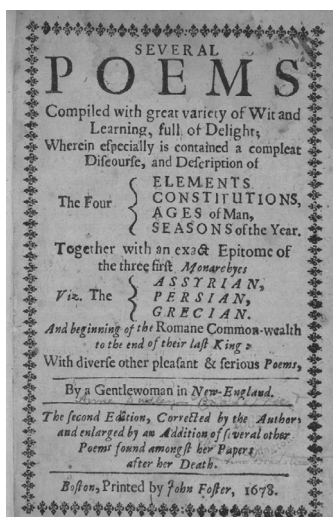 SEVERAL
POEMS
Compiled with great variety of Wit and
Learning, full of Delight;
Wherein eſpecially is contained a compleat
Diſcourſe, and Deſcription of
The Four
ELEMENTS
CONSTITUTIONS,
AGES of Man,
SEASONS of the Year.
Together with an exact Epitome of
the three firſt Monarchyes
Viz. The
ASSYRIAN,
PERSIAN,
GRECIAN.
And beginning of the Romane Common-wealth
to the end of their laſt King:
With diverſe other pleaſant & ſerious Poems,
By a Gentlewoman in New-England.
The ſecond Edition, Corrected by the Author,
and enlarged by an Addition of ſeveral other
Poems found amongſt her Papers
after her Death.
Boſton, Printed by John Foſter, 1678.